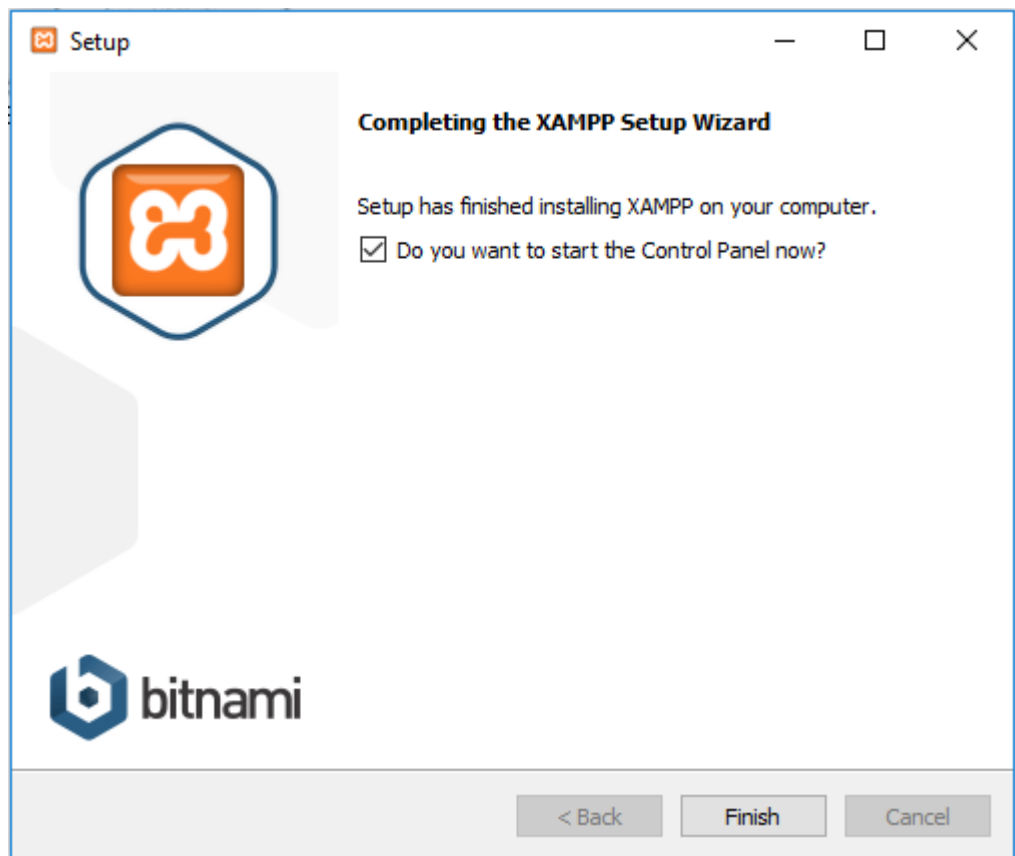 Setup
Completing the XAMPP Setup Wizard
Setup has finished installing XAMPP on your computer.
Do you want to start the Control Panel now?
bitnami
< Back
Finish
Cancel